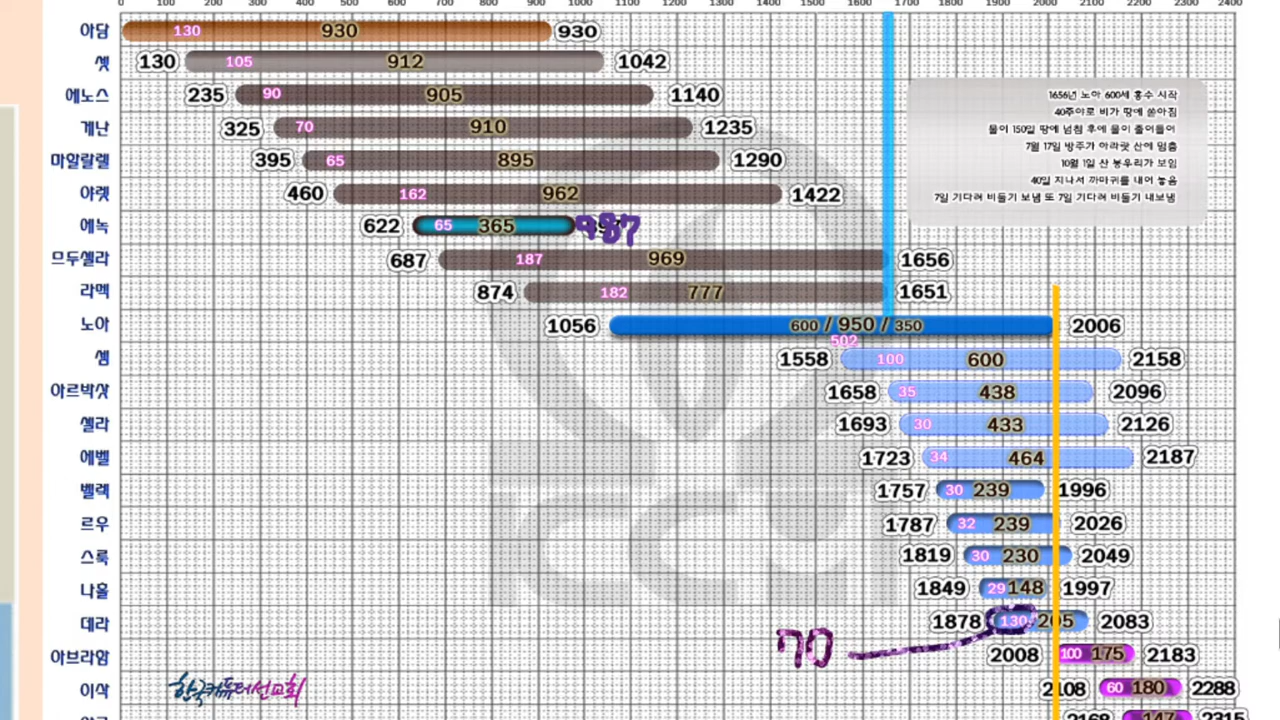 0 100 200 300 400 500 600 700 800 900 1000 1100 1200 1300 1400 1500 1600 1700 1800 1900 2000 2100 2200 2300 2400
아담 130 930 930
셋 130 105 912 1042
에노스 235 90 905 1140
게난 325 70 910 1235
마할랄렐 395 65 895 1290
야렛 460 162 962 1422
에녹 622 65 365 987
므두셀라 687 187 969 1656
라멕 874 182 777 1651
노아 1056 600 / 950 / 350 2006
502
셈 1558 100 600 2158
아르박삿 1658 35 438 2096
셀라 1693 30 433 2126
에벨 1723 34 464 2187
벨렉 1757 30 239 1996
르우 1787 32 239 2026
스룩 1819 30 230 2049
나홀 1849 29 148 1997
데라 1878 130 205 2083
70
아브라함 2008 100 175 2183
이삭 2108 60 180 2288
2168 147 2315
1656년 노아 600세 홍수 시작
40주야로 비가 땅에 쏟아짐
물이 150일 땅에 넘침 후에 물이 줄어들어
7월 17일 방주가 아라랏 산에 멈춤
10월 1일 산 봉우리가 보임
40일 지나서 까마귀를 내어 놓음
7일 기다려 비둘기 보냄 또 7일 기다려 비둘기 내보냄
한국컴퓨터선교회
KCM